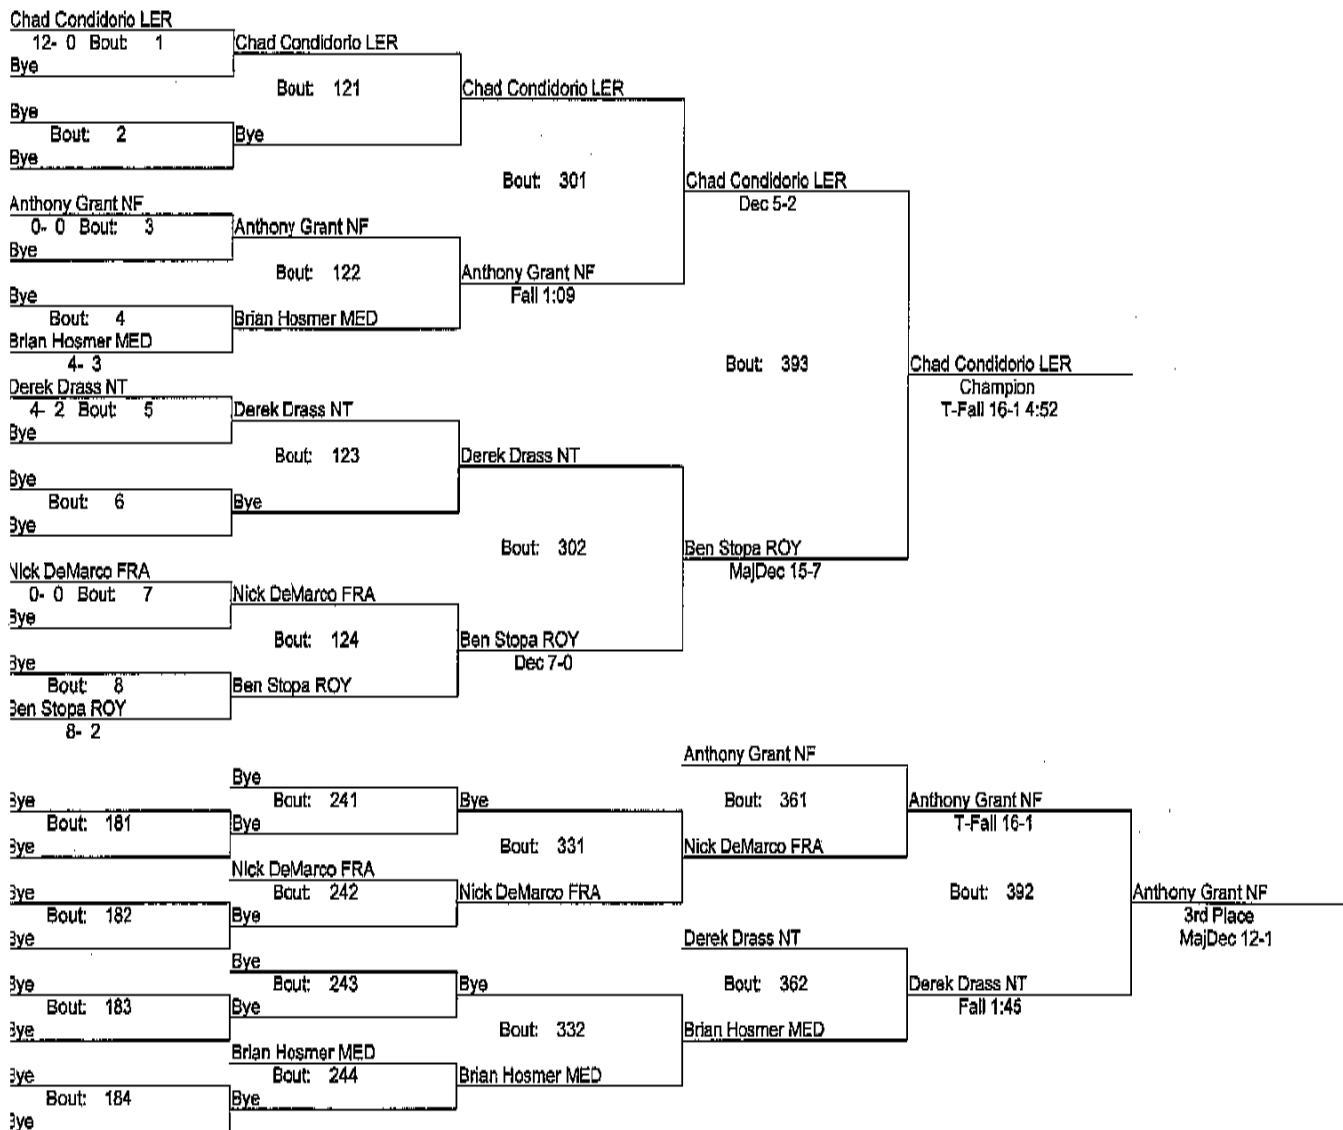 Chad Condidorio LER
12- 0 Bout: 1
Chad Condidorio LER
Bye
Bout: 121
Chad Condidorio LER
Bye
Bout: 2
Bye
Bye
Bout: 301
Chad Condidorio LER
Dec 5-2
Anthony Grant NF
0- 0 Bout: 3
Anthony Grant NF
Bye
Bout: 122
Anthony Grant NF
Fall 1:09
Bye
Bout: 4
Brian Hosmer MED
Brian Hosmer MED
4- 3
Bout: 393
Chad Condidorio LER
Champion
T-Fall 16-1 4:52
Derek Drass NT
4- 2 Bout: 5
Derek Drass NT
Bye
Bout: 123
Derek Drass NT
Bye
Bout: 6
Bye
Bye
Bout: 302
Ben Stopa ROY
MajDec 15-7
Nick DeMarco FRA
0- 0 Bout: 7
Nick DeMarco FRA
Bye
Bout: 124
Ben Stopa ROY
Dec 7-0
Bye
Bout: 8
Ben Stopa ROY
Ben Stopa ROY
8- 2
Anthony Grant NF
Bye
Bye
Bout: 241
Bye
Bout: 361
Anthony Grant NF
T-Fall 16-1
Bout: 181
Bye
Bye
Bout: 331
Nick DeMarco FRA
Nick DeMarco FRA
Bye
Bout: 242
Nick DeMarco FRA
Bout: 392
Anthony Grant NF
3rd Place
MajDec 12-1
Bout: 182
Bye
Bye
Derek Drass NT
Bye
Bye
Bout: 243
Bye
Bout: 362
Derek Drass NT
Fall 1:45
Bout: 183
Bye
Bye
Bout: 332
Brian Hosmer MED
Brian Hosmer MED
Bye
Bout: 244
Brian Hosmer MED
Bout: 184
Bye
Bye